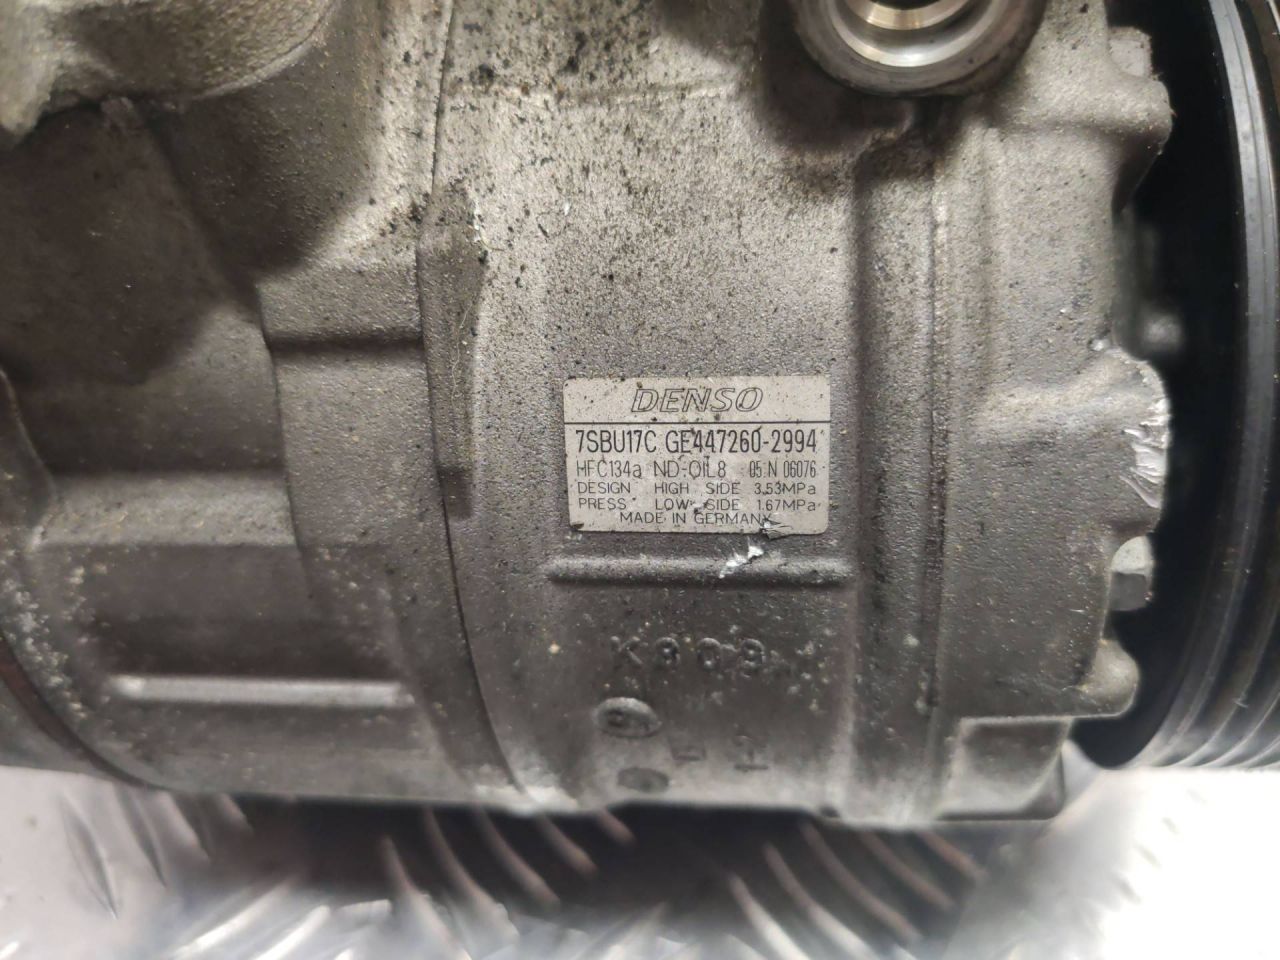 DENSO
7SBU17C GE447260-2994
HFC134a ND-OIL8 05.N 06076
DESIGN HIGH SIDE 3.53MPa
PRESS LOW SIDE 1.67MPa
MADE IN GERMANY
K909